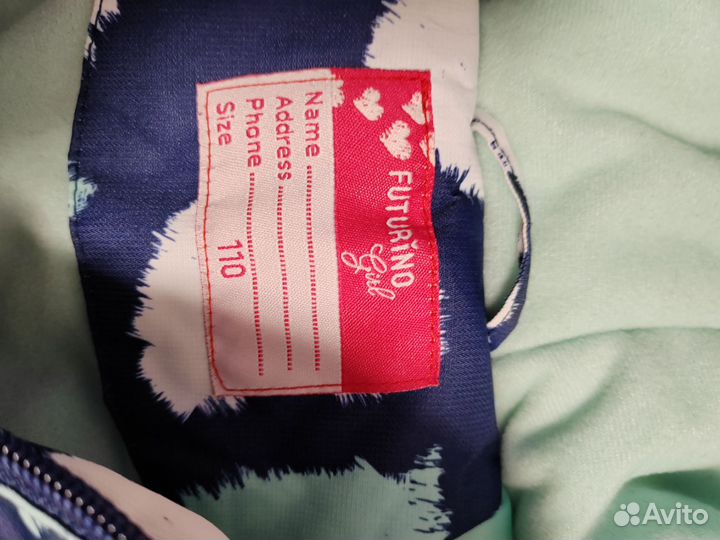 FUTURINO
Girl
Name
Address
Phone
Size 110
Avito